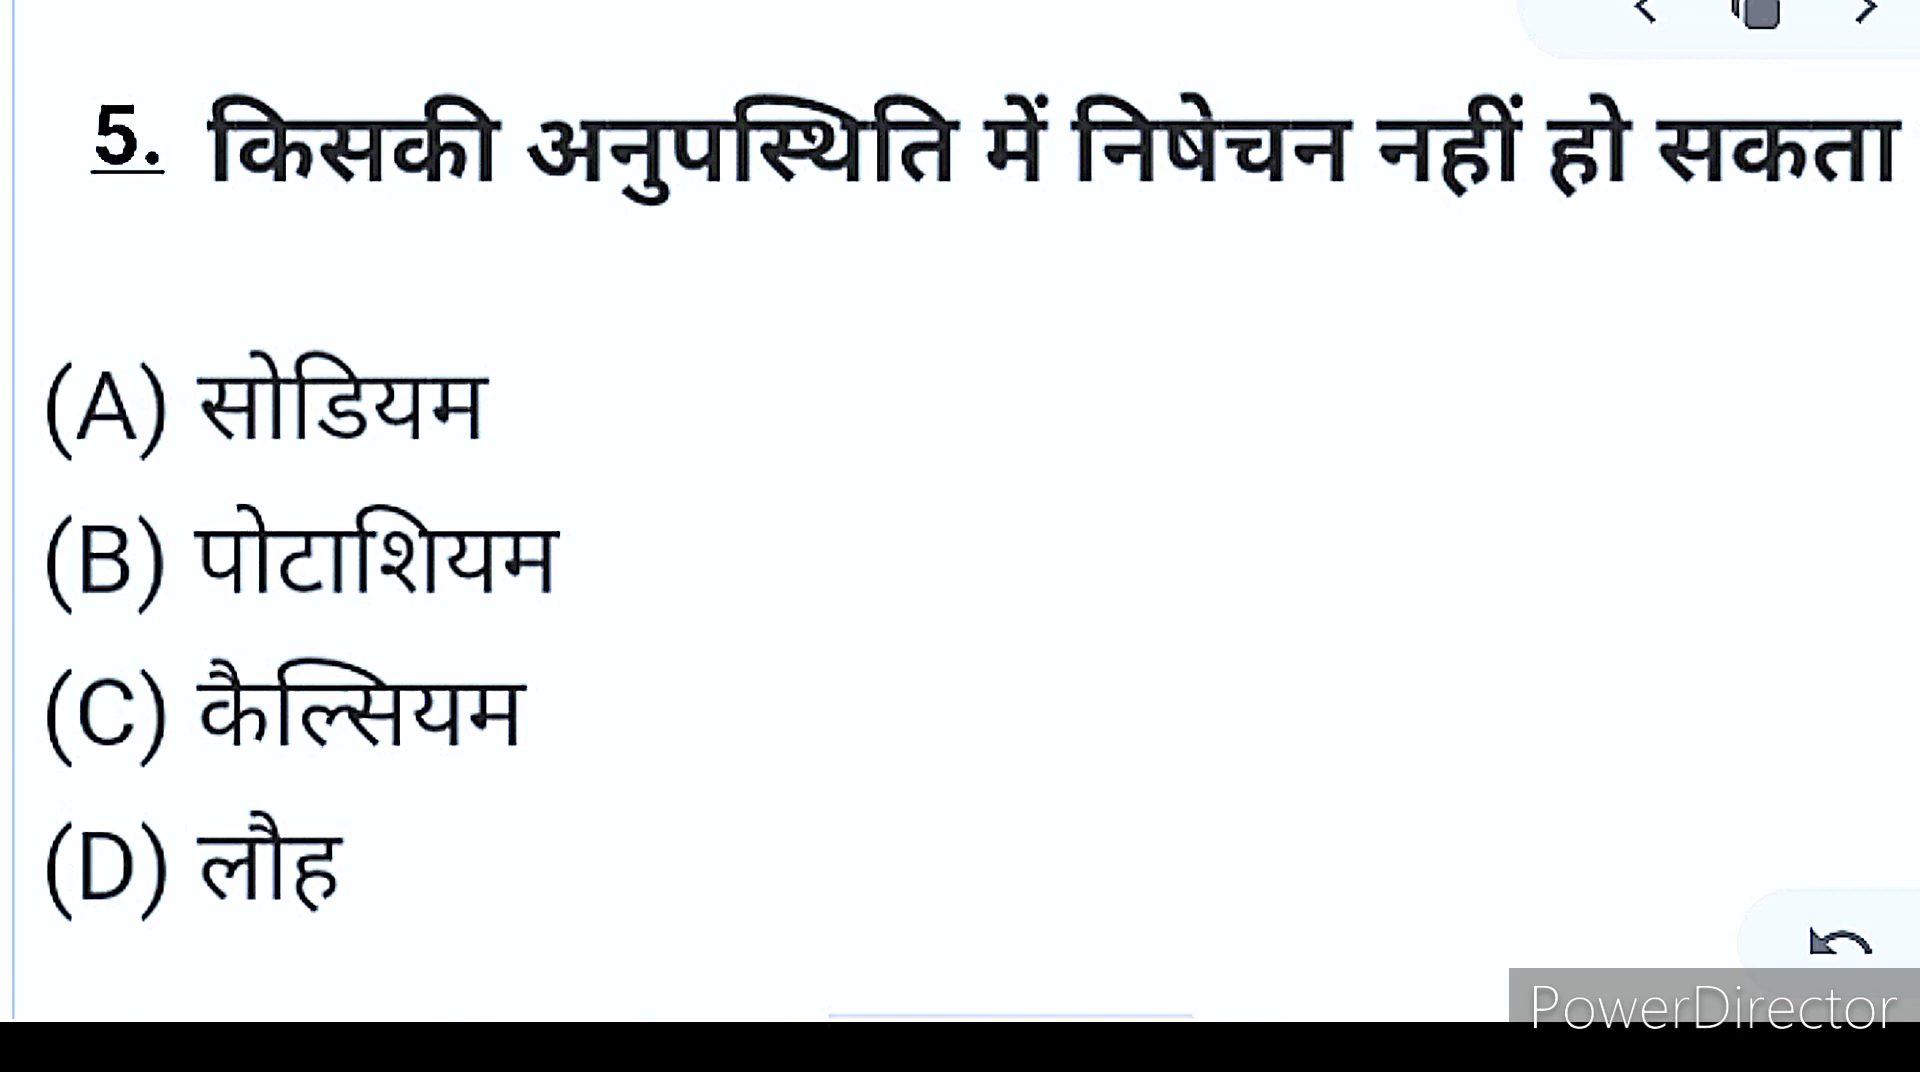 5. किसकी अनुपस्थिति में निषेचन नहीं हो सकता
(A) सोडियम
(B) पोटाशियम
(C) कैल्सियम
(D) लौह
PowerDirector